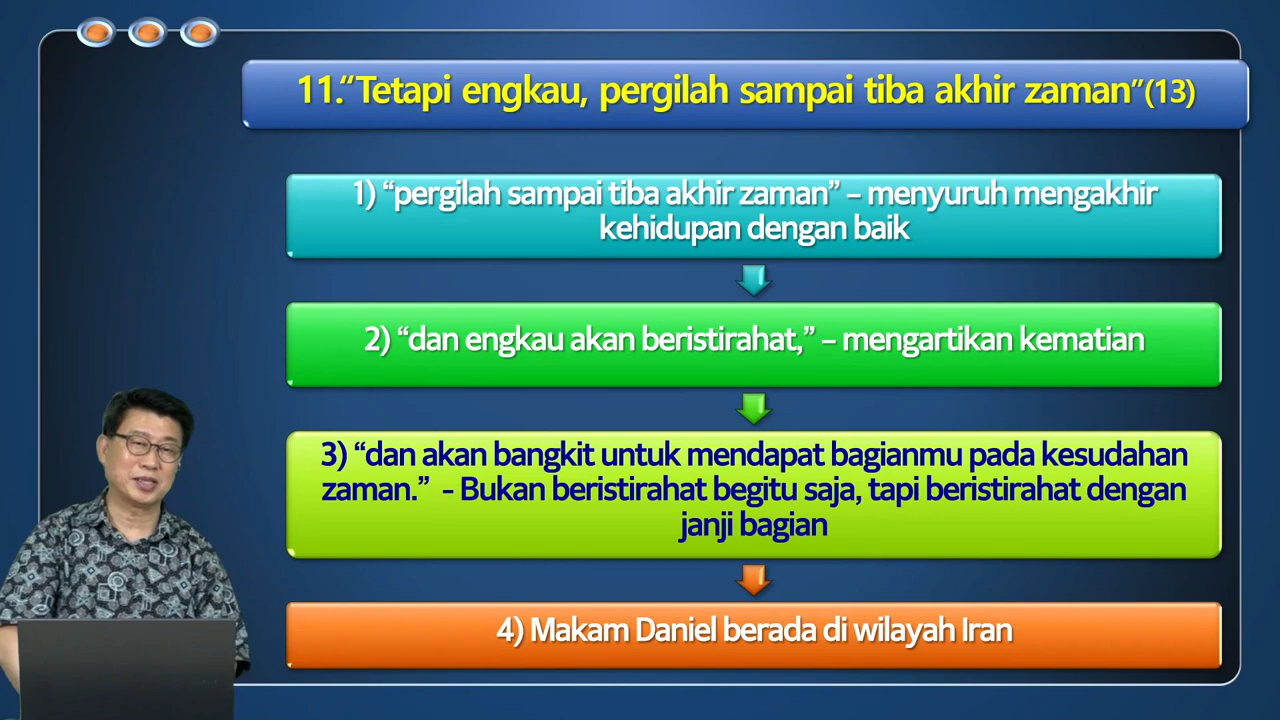 11.“Tetapi engkau, pergilah sampai tiba akhir zaman”(13)
1) “pergilah sampai tiba akhir zaman” – menyuruh mengakhir
kehidupan dengan baik
2) “dan engkau akan beristirahat,” – mengartikan kematian
3) “dan akan bangkit untuk mendapat bagianmu pada kesudahan
zaman.” - Bukan beristirahat begitu saja, tapi beristirahat dengan
janji bagian
4) Makam Daniel berada di wilayah Iran